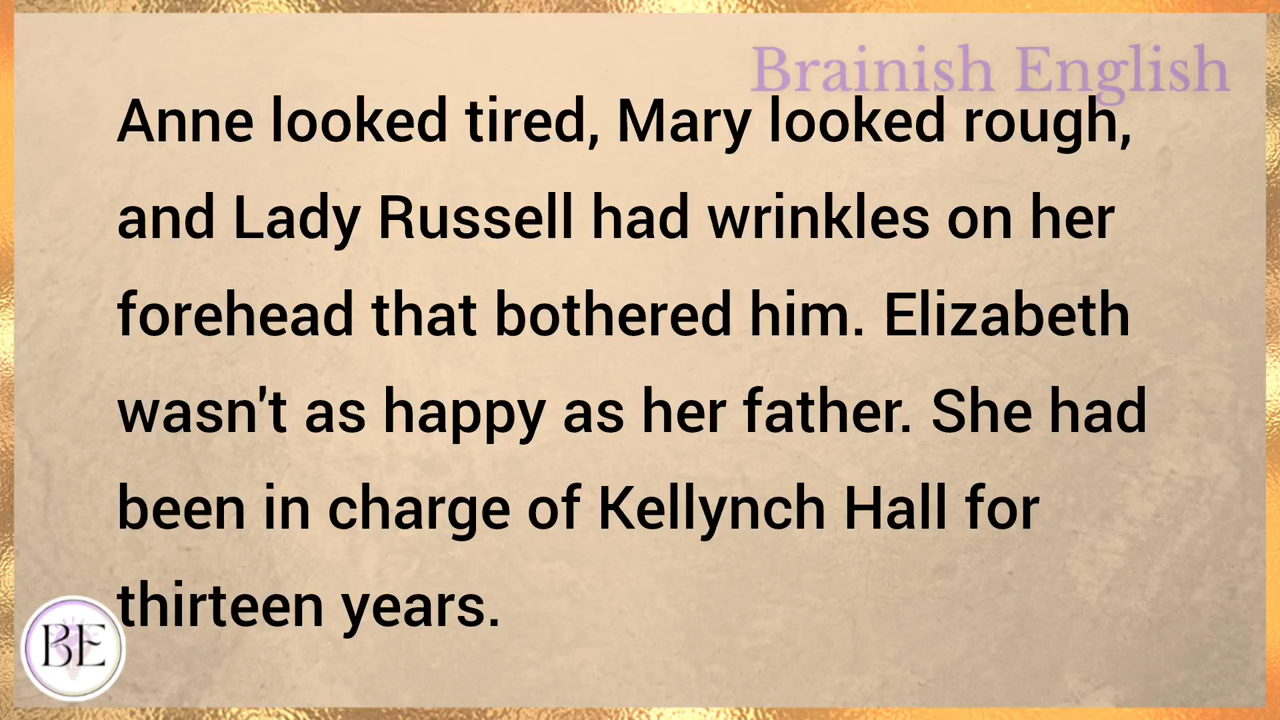 Brainish English
Anne looked tired, Mary looked rough,
and Lady Russell had wrinkles on her
forehead that bothered him. Elizabeth
wasn't as happy as her father. She had
been in charge of Kellynch Hall for
thirteen years.
BE